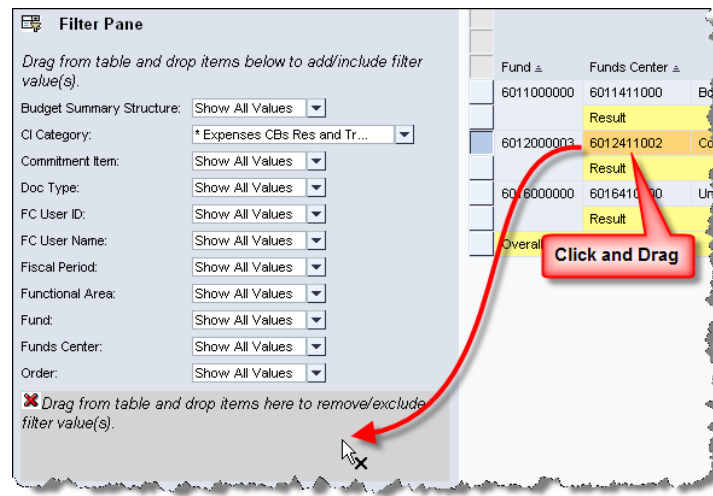 Filter Pane
Drag from table and drop items below to add/include filter
value(s).
Budget Summary Structure: Show All Values
CI Category: * Expenses CBs Res and Tr...
Commitment Item: Show All Values
Doc Type: Show All Values
FC User ID: Show All Values
FC User Name: Show All Values
Fiscal Period: Show All Values
Functional Area: Show All Values
Fund: Show All Values
Funds Center: Show All Values
Order: Show All Values
Drag from table and drop items here to remove/exclude
filter value(s).
Fund Funds Center
6011000000 6011411000
Result
6012000003 6012411002
Result
Result
Overall
Click and Drag